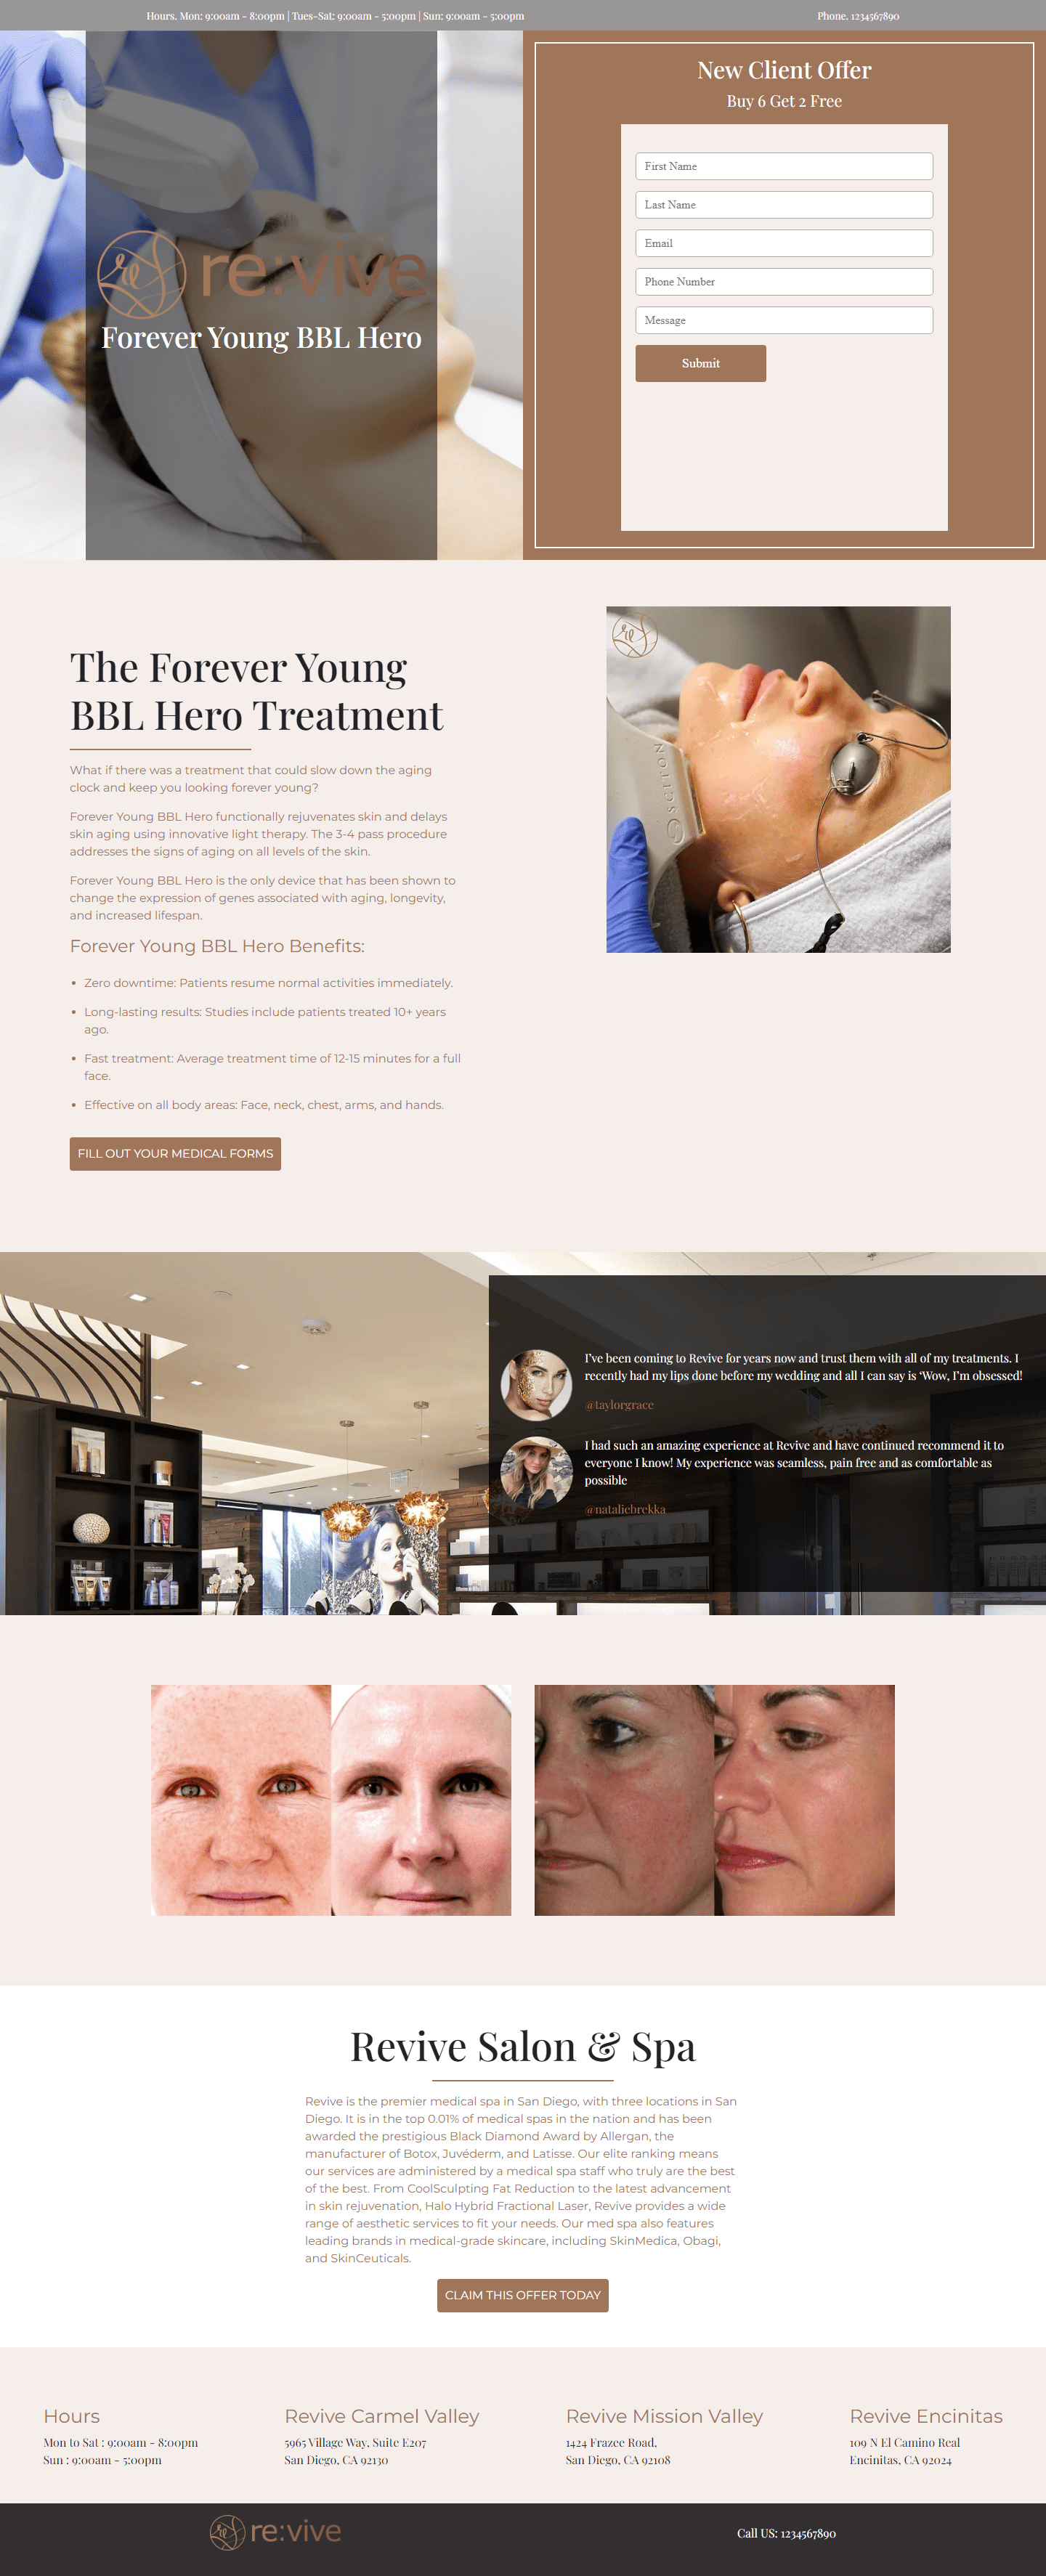 Hours. Mon: 9:00am - 8:00pm | Tues-Sat: 9:00am - 5:00pm | Sun: 9:00am - 5:00pm
Phone. 1234567890
re:vive
Forever Young BBL Hero
New Client Offer
Buy 6 Get 2 Free
First Name
Last Name
Email
Phone Number
Message
Submit
The Forever Young
BBL Hero Treatment
What if there was a treatment that could slow down the aging
clock and keep you looking forever young?
Forever Young BBL Hero functionally rejuvenates skin and delays
skin aging using innovative light therapy. The 3-4 pass procedure
addresses the signs of aging on all levels of the skin.
Forever Young BBL Hero is the only device that has been shown to
change the expression of genes associated with aging, longevity,
and increased lifespan.
Forever Young BBL Hero Benefits:
Zero downtime: Patients resume normal activities immediately.
Long-lasting results: Studies include patients treated 10+ years
ago.
Fast treatment: Average treatment time of 12-15 minutes for a full
face.
Effective on all body areas: Face, neck, chest, arms, and hands.
FILL OUT YOUR MEDICAL FORMS
re
SCITON
I've been coming to Revive for years now and trust them with all of my treatments. I
recently had my lips done before my wedding and all I can say is 'Wow, I'm obsessed!
@taylorgrace
I had such an amazing experience at Revive and have continued recommend it to
everyone I know! My experience was seamless, pain free and as comfortable as
possible
@nataliebrekka
Revive Salon & Spa
Revive is the premier medical spa in San Diego, with three locations in San
Diego. It is in the top 0.01% of medical spas in the nation and has been
awarded the prestigious Black Diamond Award by Allergan, the
manufacturer of Botox, Juvéderm, and Latisse. Our elite ranking means
our services are administered by a medical spa staff who truly are the best
of the best. From CoolSculpting Fat Reduction to the latest advancement
in skin rejuvenation, Halo Hybrid Fractional Laser, Revive provides a wide
range of aesthetic services to fit your needs. Our med spa also features
leading brands in medical-grade skincare, including SkinMedica, Obagi,
and SkinCeuticals.
CLAIM THIS OFFER TODAY
Hours
Mon to Sat : 9:00am - 8:00pm
Sun : 9:00am - 5:00pm
Revive Carmel Valley
5965 Village Way, Suite E207
San Diego, CA 92130
Revive Mission Valley
1424 Frazee Road,
San Diego, CA 92108
Revive Encinitas
109 N El Camino Real
Encinitas, CA 92024
re:vive
Call US: 1234567890